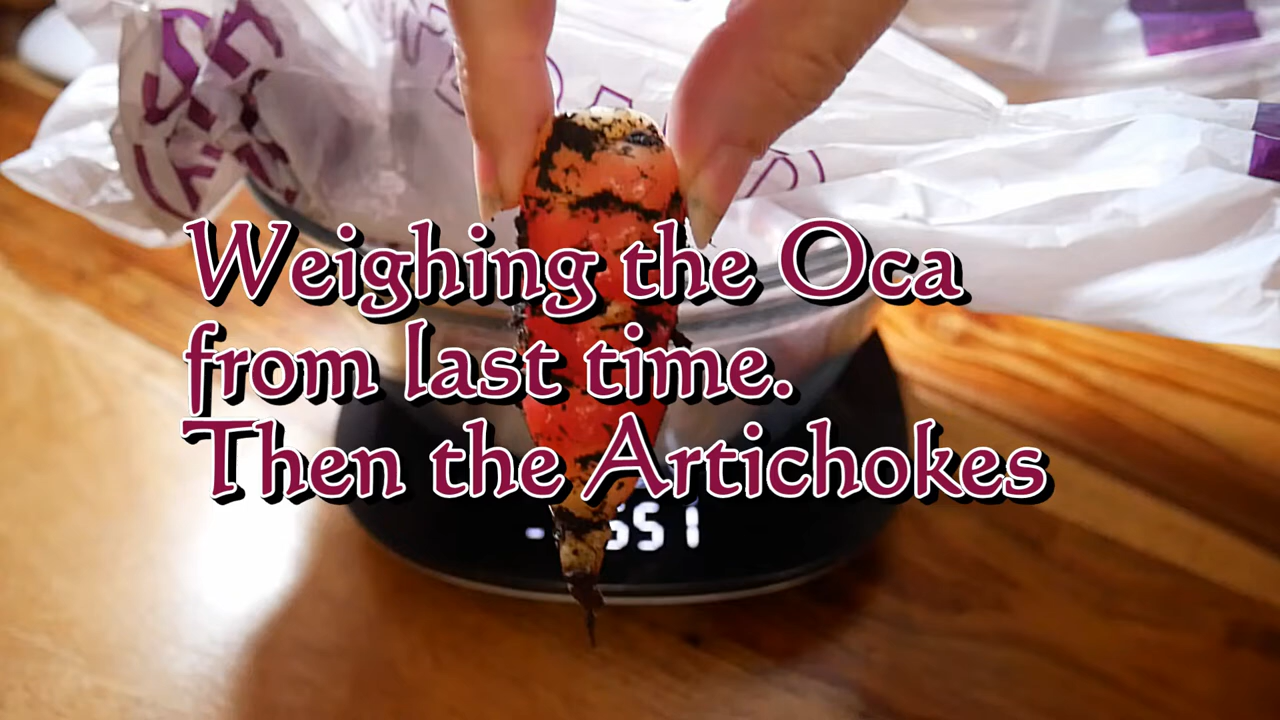 Weighing the Oca
from last time.
Then the Artichokes